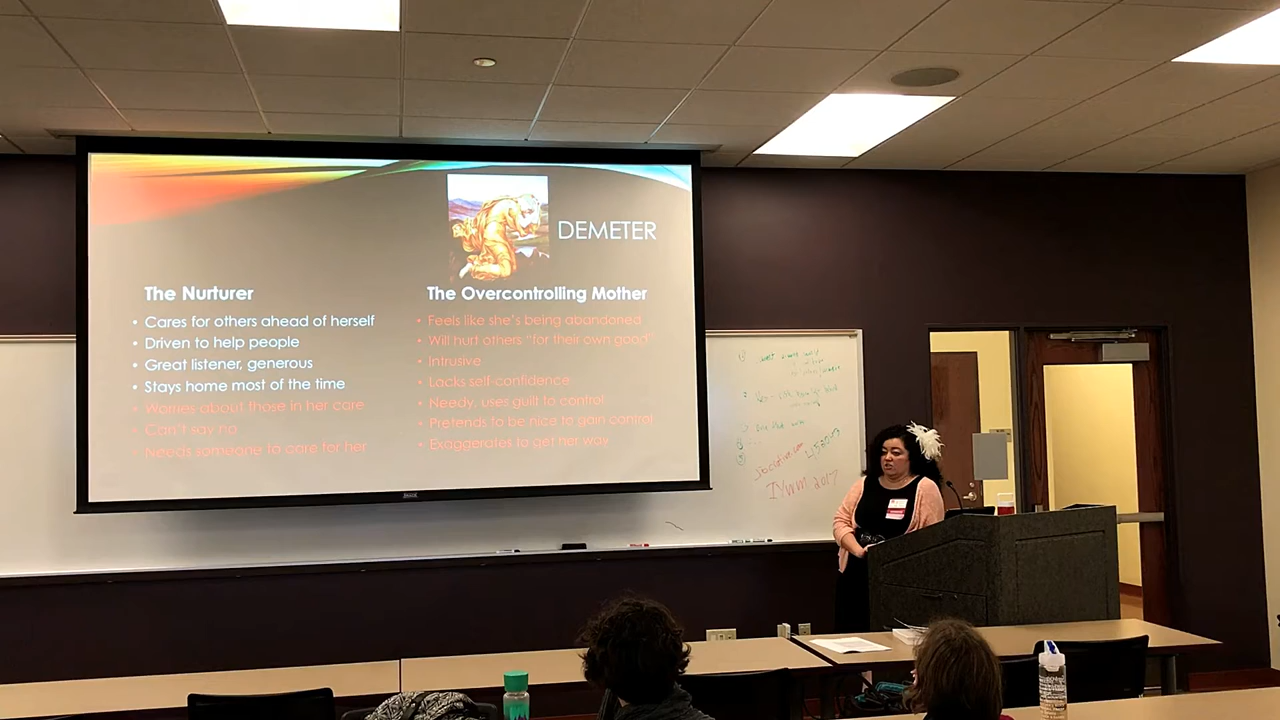 DEMETER
The Nurturer
• Cares for others ahead of herself
• Driven to help people
• Great listener, generous
• Stays home most of the time
• Worries about those in her care
• Can't say no
• Needs someone to care for her
The Overcontrolling Mother
• Feels like she's being abandoned
• Will hurt others "for their own good"
• Intrusive
• Lacks self-confidence
• Needy, uses guilt to control
• Pretends to be nice to gain control
• Exaggerates to get her way
IYWM 2017